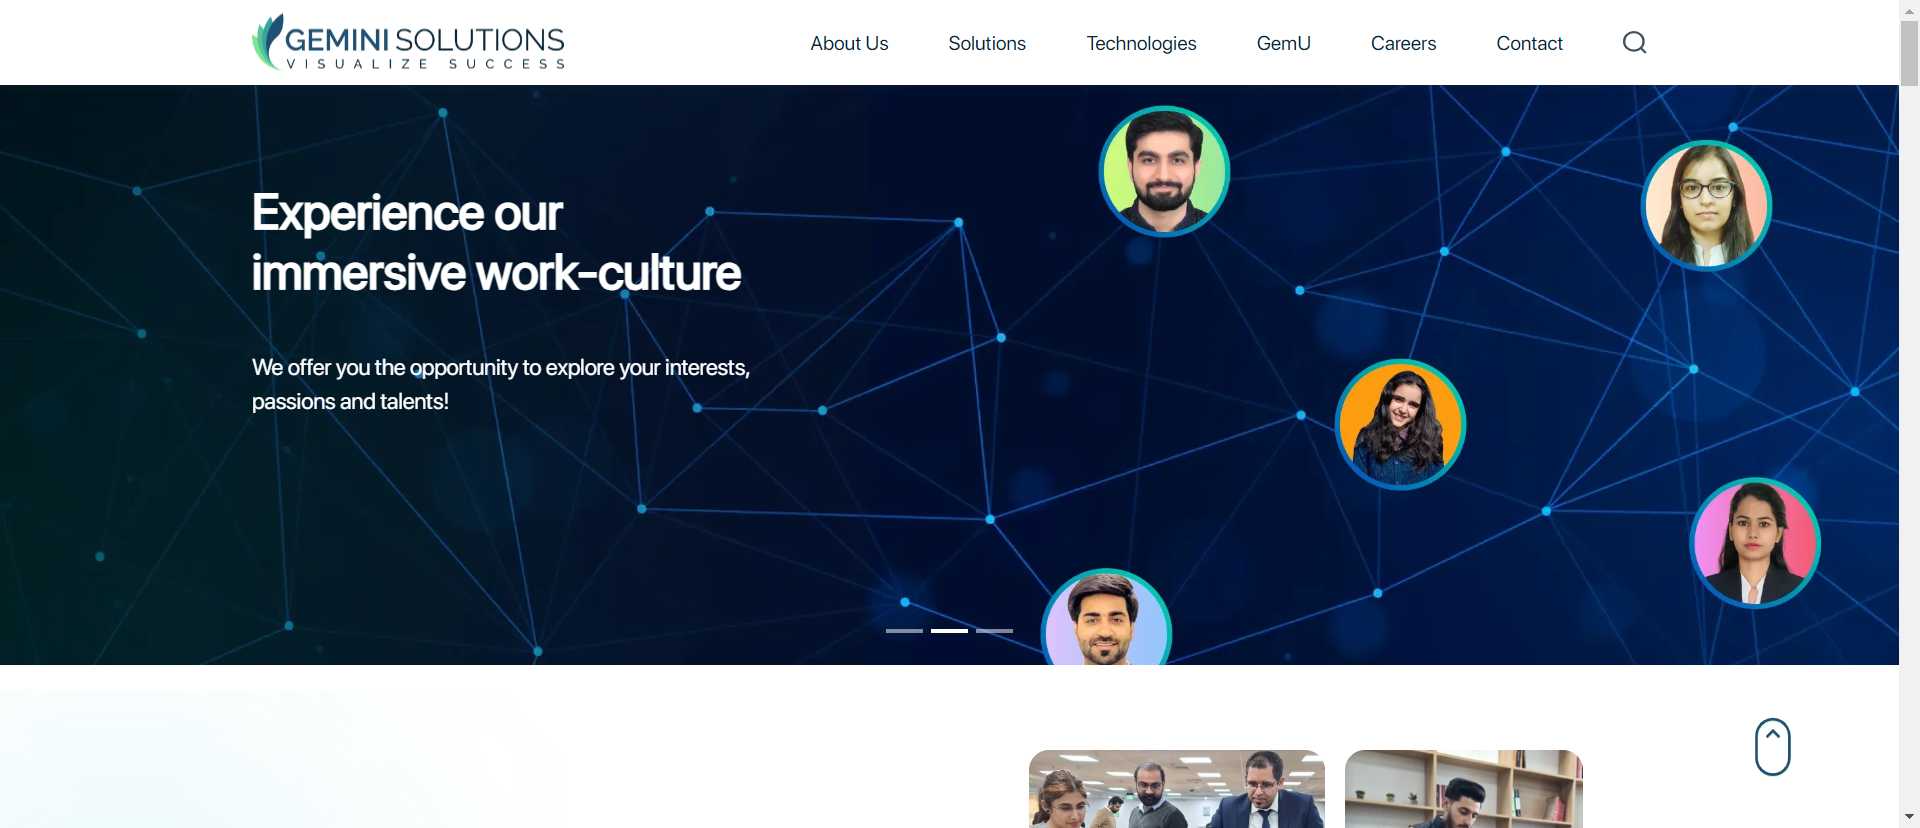 GEMINI SOLUTIONS
VISUALIZE SUCCESS
About Us
Solutions
Technologies
GemU
Careers
Contact
Experience our
immersive work-culture
We offer you the opportunity to explore your interests,
passions and talents!